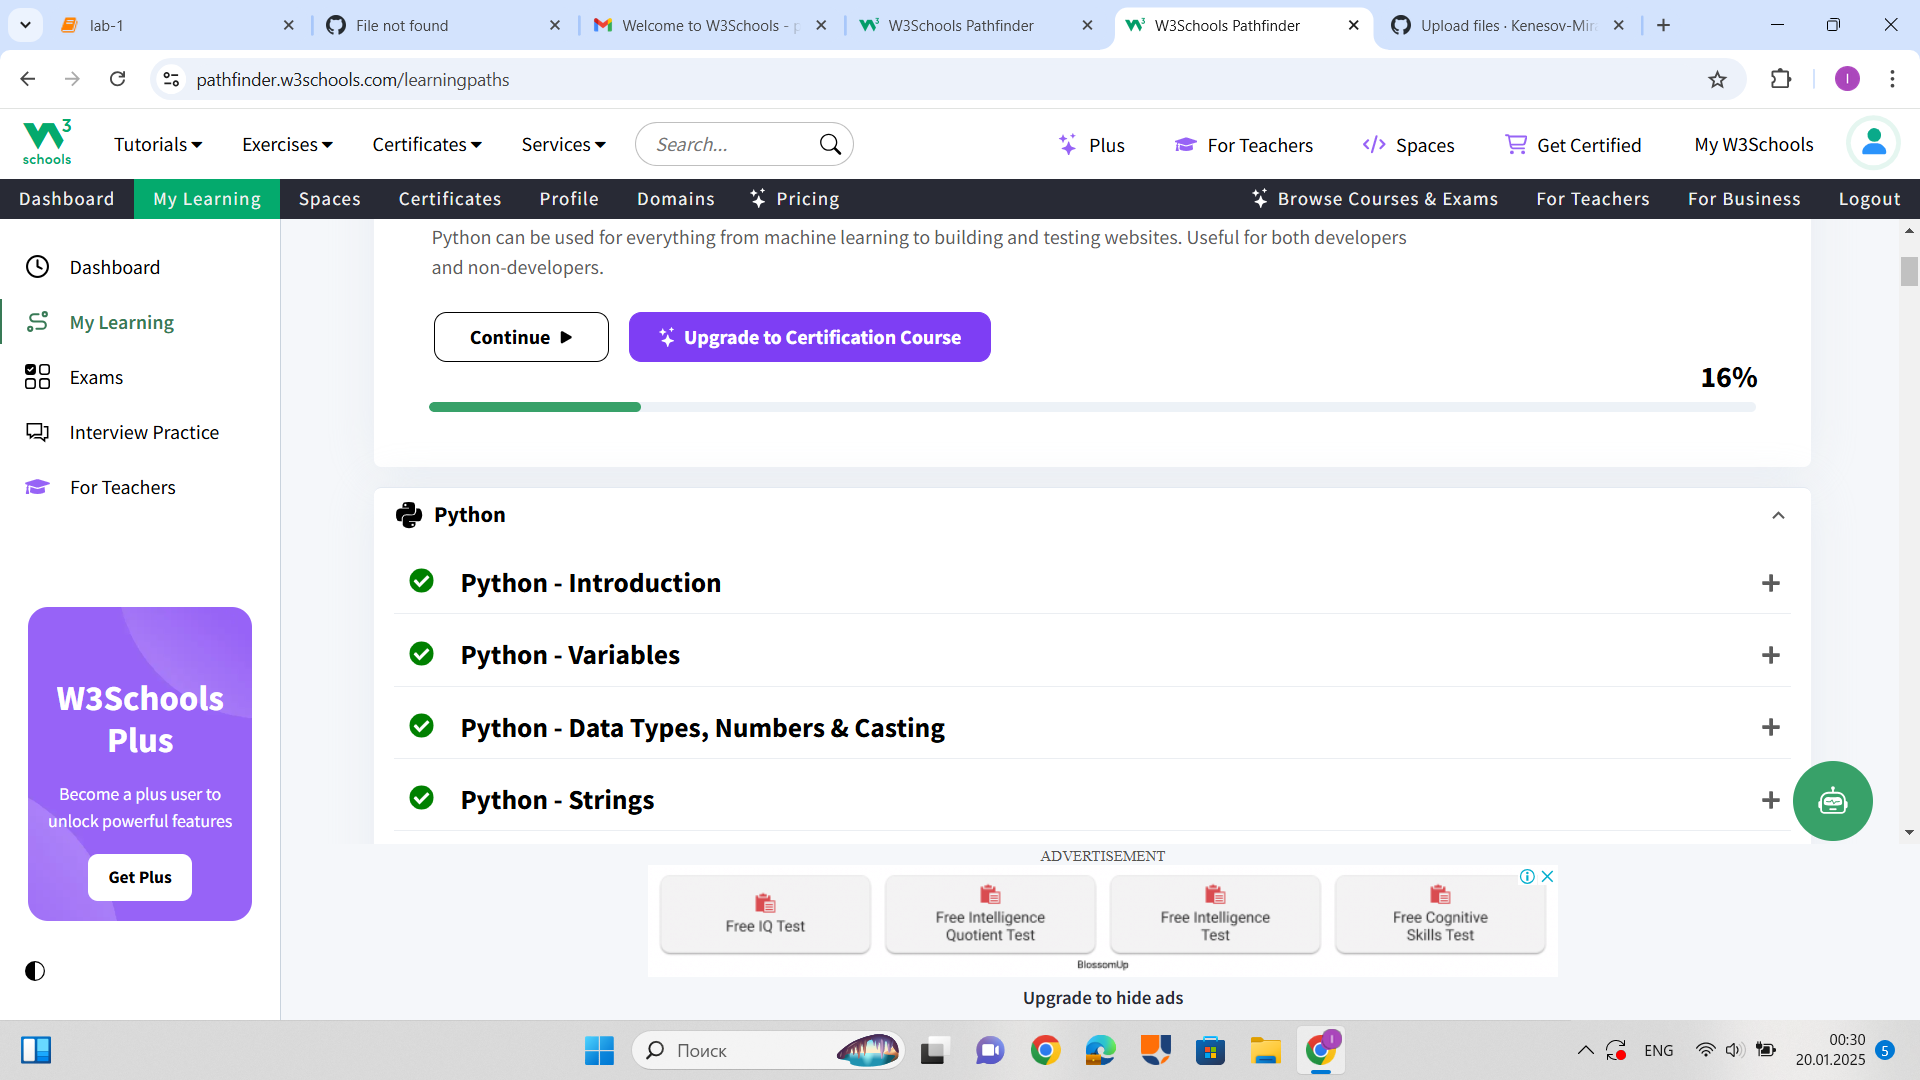 lab-1
File not found
Welcome to W3Schools - p
W3Schools Pathfinder
W3Schools Pathfinder
Upload files · Kenesov-Mira
pathfinder.w3schools.com/learningpaths
I
3
schools
Tutorials
Exercises
Certificates
Services
Search...
Plus
For Teachers
Spaces
Get Certified
My W3Schools
Dashboard
My Learning
Spaces
Certificates
Profile
Domains
Pricing
Browse Courses & Exams
For Teachers
For Business
Logout
Dashboard
My Learning
Exams
Interview Practice
For Teachers
W3Schools
Plus
Become a plus user to
unlock powerful features
Get Plus
Python can be used for everything from machine learning to building and testing websites. Useful for both developers
and non-developers.
Continue
Upgrade to Certification Course
16%
Python
Python - Introduction
Python - Variables
Python - Data Types, Numbers & Casting
Python - Strings
ADVERTISEMENT
Free IQ Test
Free Intelligence
Quotient Test
Free Intelligence
Test
Free Cognitive
Skills Test
BlossomUp
Upgrade to hide ads
Поиск
I
ENG
00:30
20.01.2025
5